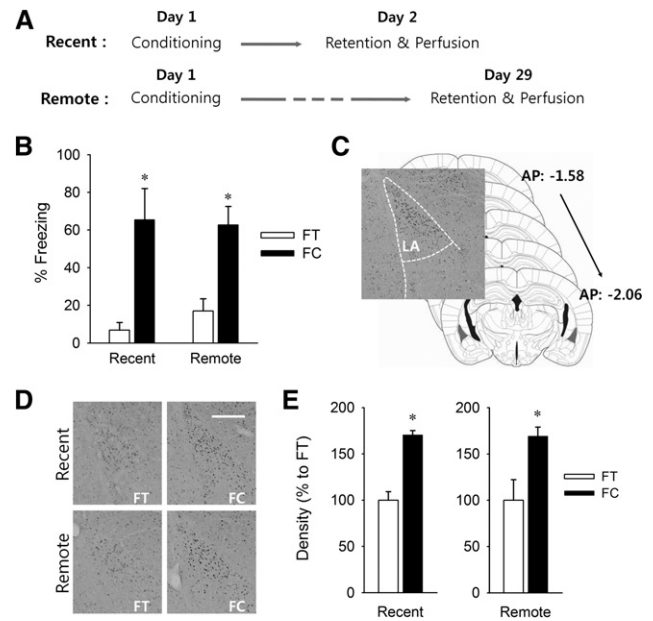 A
Day 1 Day 2
Recent : Conditioning Retention & Perfusion
Day 1 Day 29
Remote : Conditioning Retention & Perfusion
B
% Freezing
100
80
60
40
20
0
* *
FT
FC
Recent Remote
C
AP: -1.58
LA
AP: -2.06
D
Recent
FT FC
Remote
FT FC
E
Density (% to FT)
200
150
100
50
0
*
Recent
200
150
100
50
0
*
Remote
FT
FC